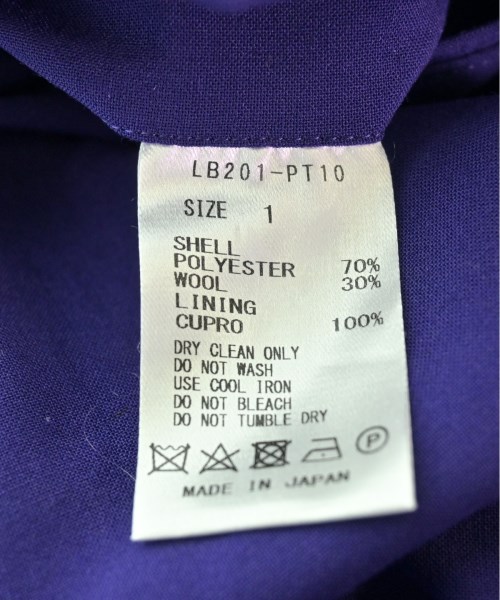 LB201-PT10
SIZE 1
SHELL
POLYESTER 70%
WOOL 30%
LINING
CUPRO 100%
DRY CLEAN ONLY
DO NOT WASH
USE COOL IRON
DO NOT BLEACH
DO NOT TUMBLE DRY
P
MADE IN JAPAN